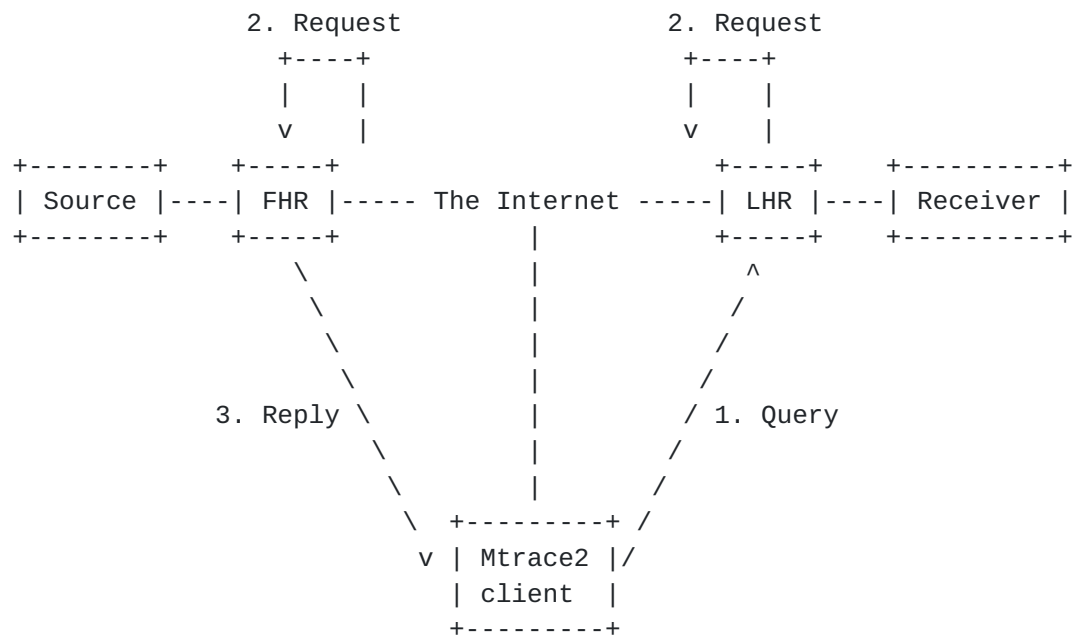 2. Request 2. Request
Source FHR The Internet LHR Receiver
3. Reply 1. Query
Mtrace2
client